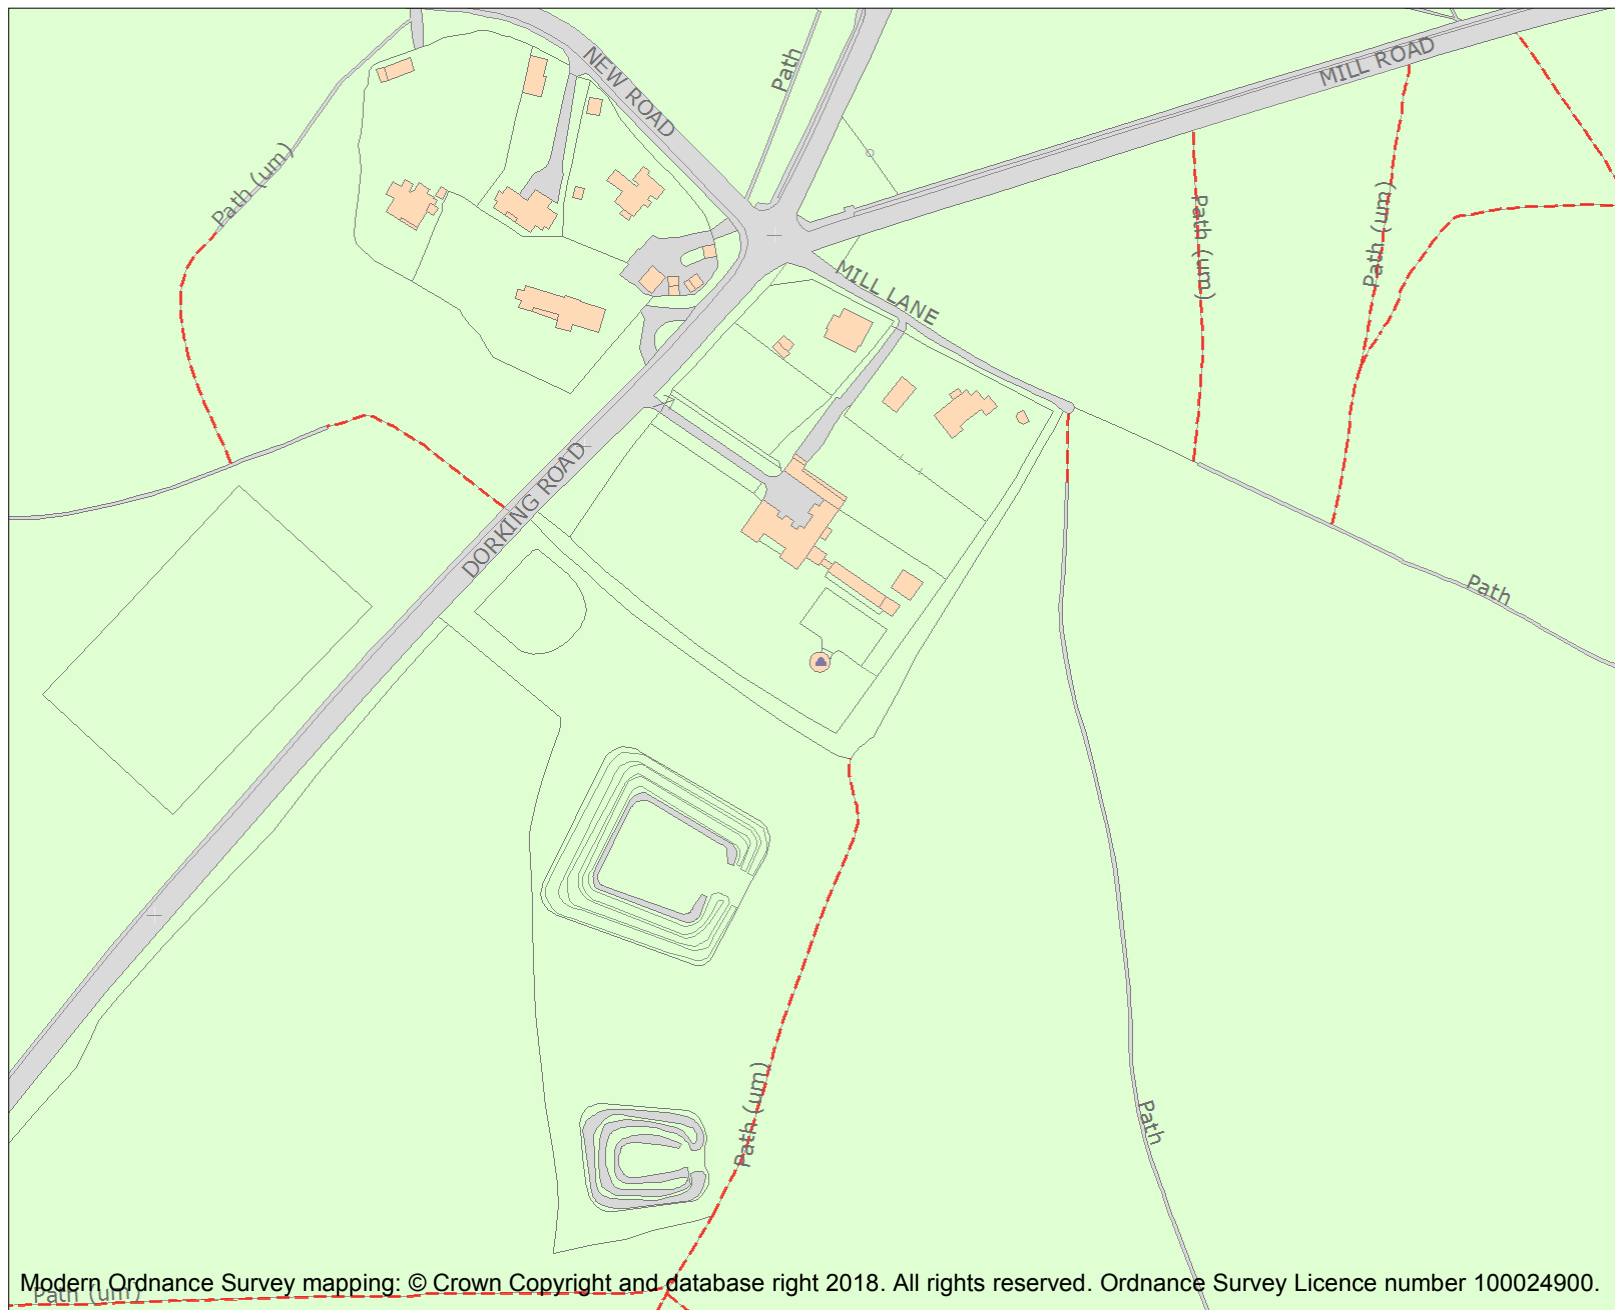 Path
MILL ROAD
NEW ROAD
Path (um)
Path (um)
Path (um)
MILL LANE
DORKING ROAD
Path
Path (um)
Path
Path (um)
Modern Ordnance Survey mapping: © Crown Copyright and database right 2018. All rights reserved. Ordnance Survey Licence number 100024900.